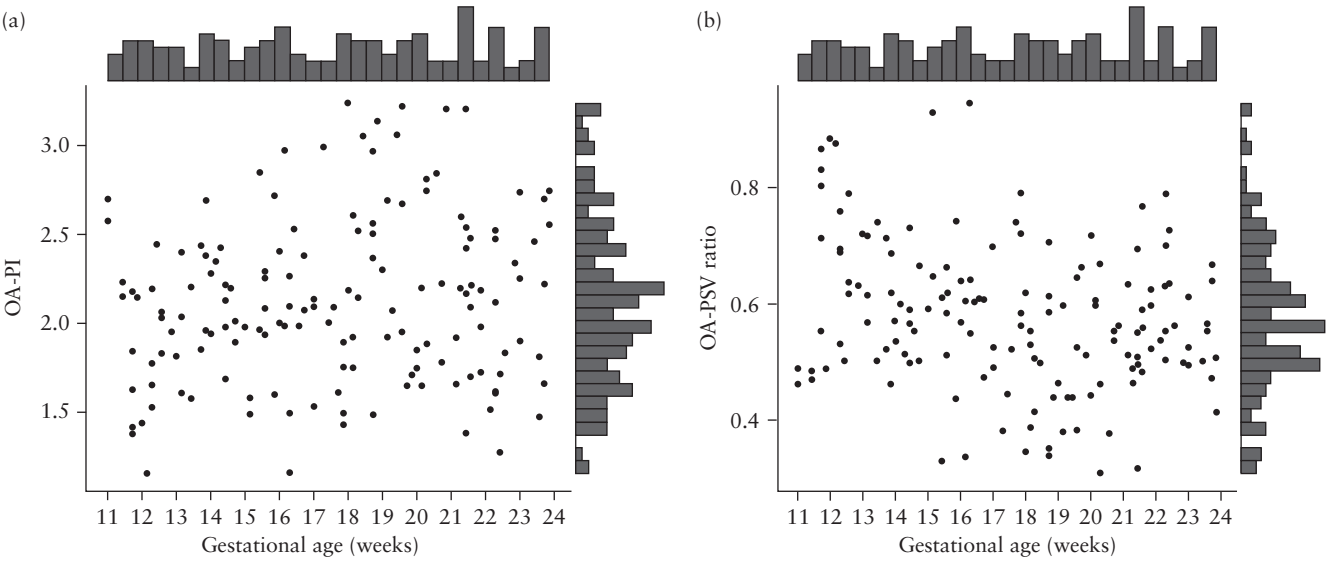 (a)
OA-PI
3.0
2.5
2.0
1.5
11 12 13 14 15 16 17 18 19 20 21 22 23 24
Gestational age (weeks)
(b)
OA-PSV ratio
0.8
0.6
0.4
11 12 13 14 15 16 17 18 19 20 21 22 23 24
Gestational age (weeks)